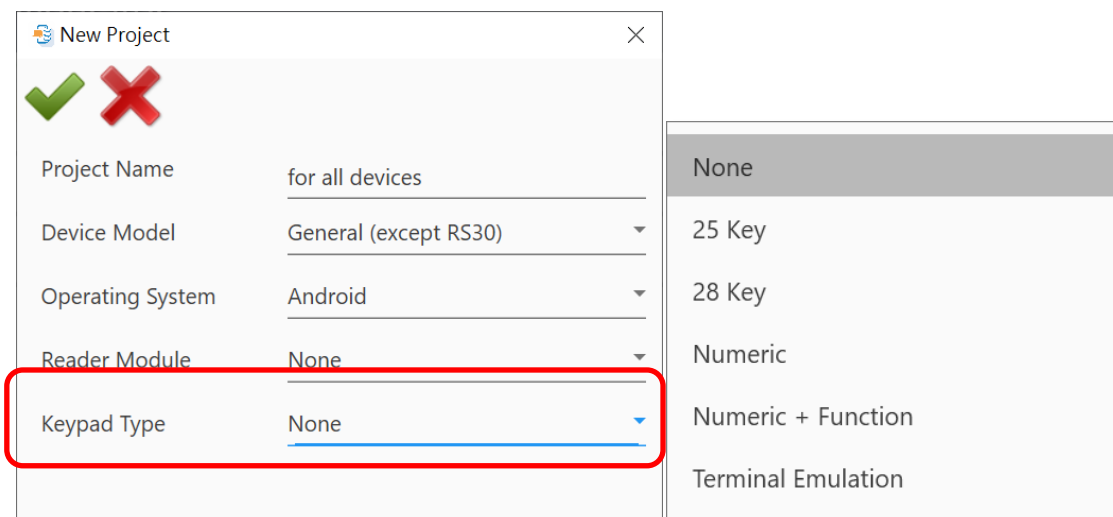 New Project
Project Name for all devices
Device Model General (except RS30)
Operating System Android
Reader Module None
Keypad Type None
None
25 Key
28 Key
Numeric
Numeric + Function
Terminal Emulation